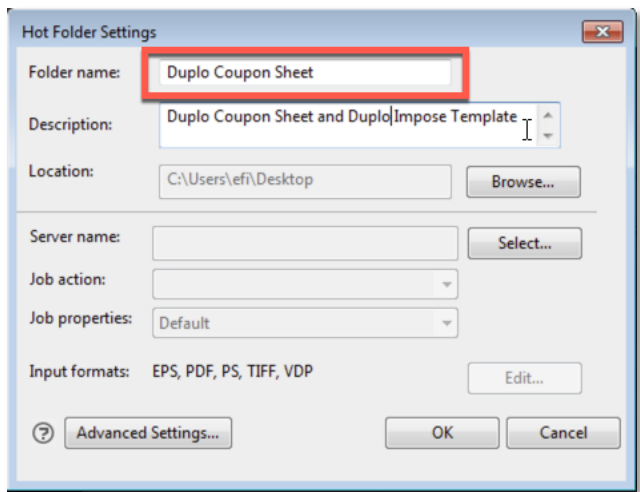 Hot Folder Settings
Folder name: Duplo Coupon Sheet
Description: Duplo Coupon Sheet and Duplo Impose Template
Location: C:\Users\efi\Desktop Browse...
Server name: Select...
Job action:
Job properties: Default
Input formats: EPS, PDF, PS, TIFF, VDP Edit...
? Advanced Settings... OK Cancel